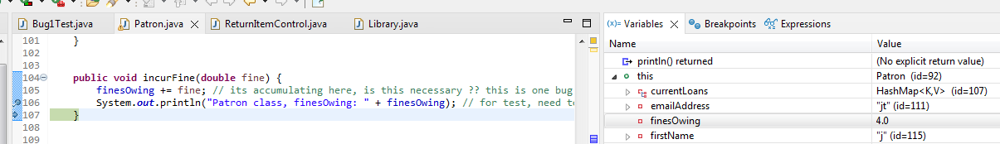 Bug1Test.java
Patron.java
ReturnItemControl.java
Library.java
101 }
102
103
104 public void incurFine(double fine) {
105 finesOwing += fine; // its accumulating here, is this necessary ?? this is one bug
106 System.out.println("Patron class, finesOwing: " + finesOwing); // for test, need
107 }
108
109
(x)= Variables
Breakpoints
Expressions
Name Value
println() returned (No explicit return value)
this Patron (id=92)
currentLoans HashMap<K,V> (id=107)
emailAddress "jt" (id=111)
finesOwing 4.0
firstName "j" (id=115)